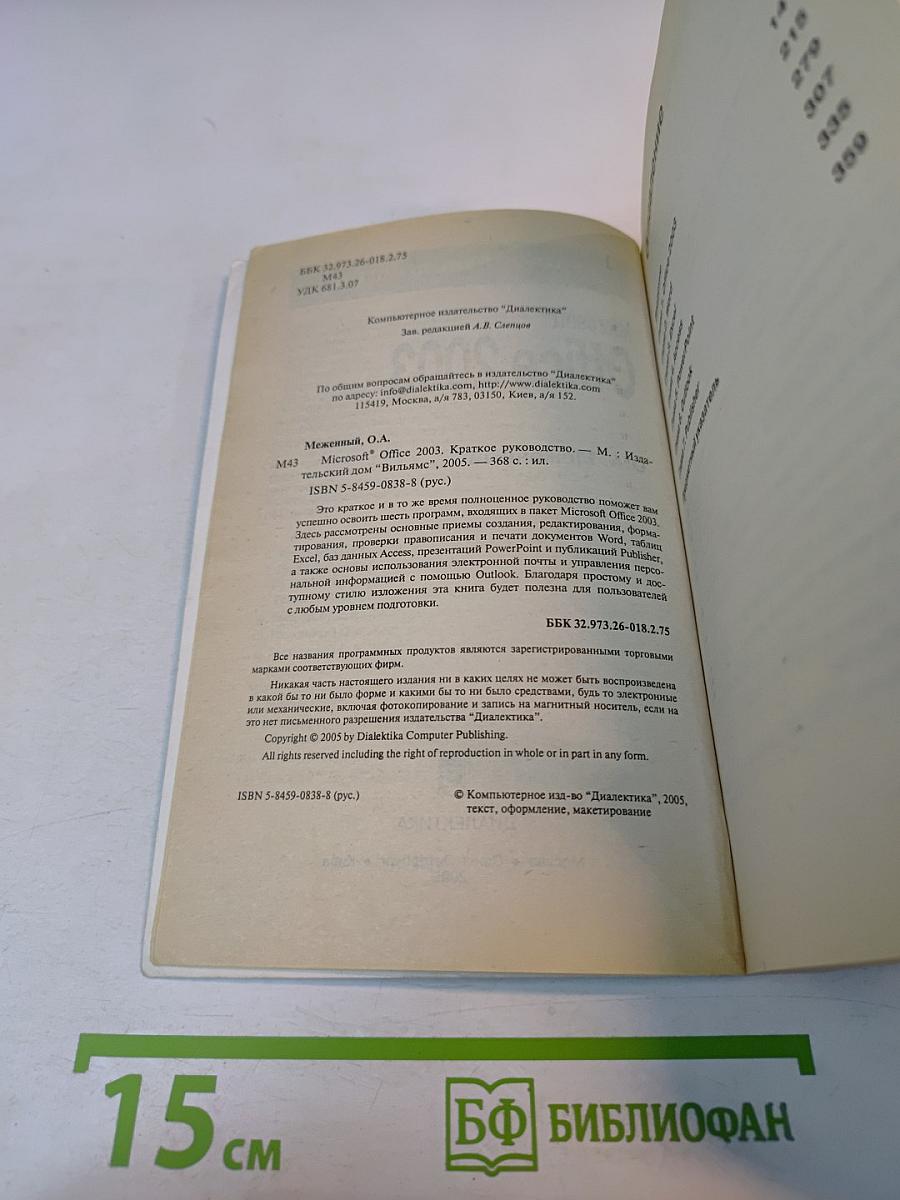 ББК 32.973.26-018.2.75
М43
УДК 681.3.07
Компьютерное издательство "Диалектика"
Зав. редакцией А.В. Слепцов
По общим вопросам обращайтесь в издательство "Диалектика"
по адресу: info@dialektika.com, http://www.dialektika.com
115419, Москва, а/я 783, 03150, Киев, а/я 152.
Меженный, О.А.
М43 Microsoft® Office 2003. Краткое руководство. — М. : Изда-
тельский дом "Вильямс", 2005. — 368 с. : ил.
ISBN 5-8459-0838-8 (рус.)
Это краткое и в то же время полноценное руководство поможет вам
успешно освоить шесть программ, входящих в пакет Microsoft Office 2003.
Здесь рассмотрены основные приемы создания, редактирования, форма-
тирования, проверки правописания и печати документов Word, таблиц
Excel, баз данных Access, презентаций PowerPoint и публикаций Publisher,
а также основы использования электронной почты и управления персо-
нальной информацией с помощью Outlook. Благодаря простому и дос-
тупному стилю изложения эта книга будет полезна для пользователей
с любым уровнем подготовки.
ББК 32.973.26-018.2.75
Все названия программных продуктов являются зарегистрированными торговыми
марками соответствующих фирм.
Никакая часть настоящего издания ни в каких целях не может быть воспроизведена
в какой бы то ни было форме и какими бы то ни было средствами, будь то электронные
или механические, включая фотокопирование и запись на магнитный носитель, если на
это нет письменного разрешения издательства "Диалектика".
Copyright © 2005 by Dialektika Computer Publishing.
All rights reserved including the right of reproduction in whole or in part in any form.
ISBN 5-8459-0838-8 (рус.)
© Компьютерное изд-во "Диалектика", 2005,
текст, оформление, макетирование
215
279
307
335
359
15 см
БФ БИБЛИОФАН